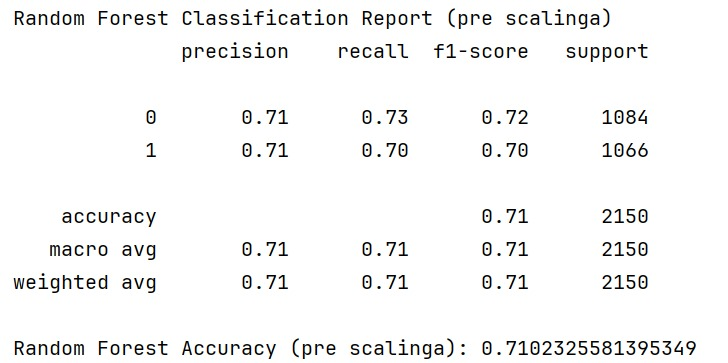 Random Forest Classification Report (pre scalinga)
precision recall f1-score support
0 0.71 0.73 0.72 1084
1 0.71 0.70 0.70 1066
accuracy 0.71 2150
macro avg 0.71 0.71 0.71 2150
weighted avg 0.71 0.71 0.71 2150
Random Forest Accuracy (pre scalinga): 0.7102325581395349